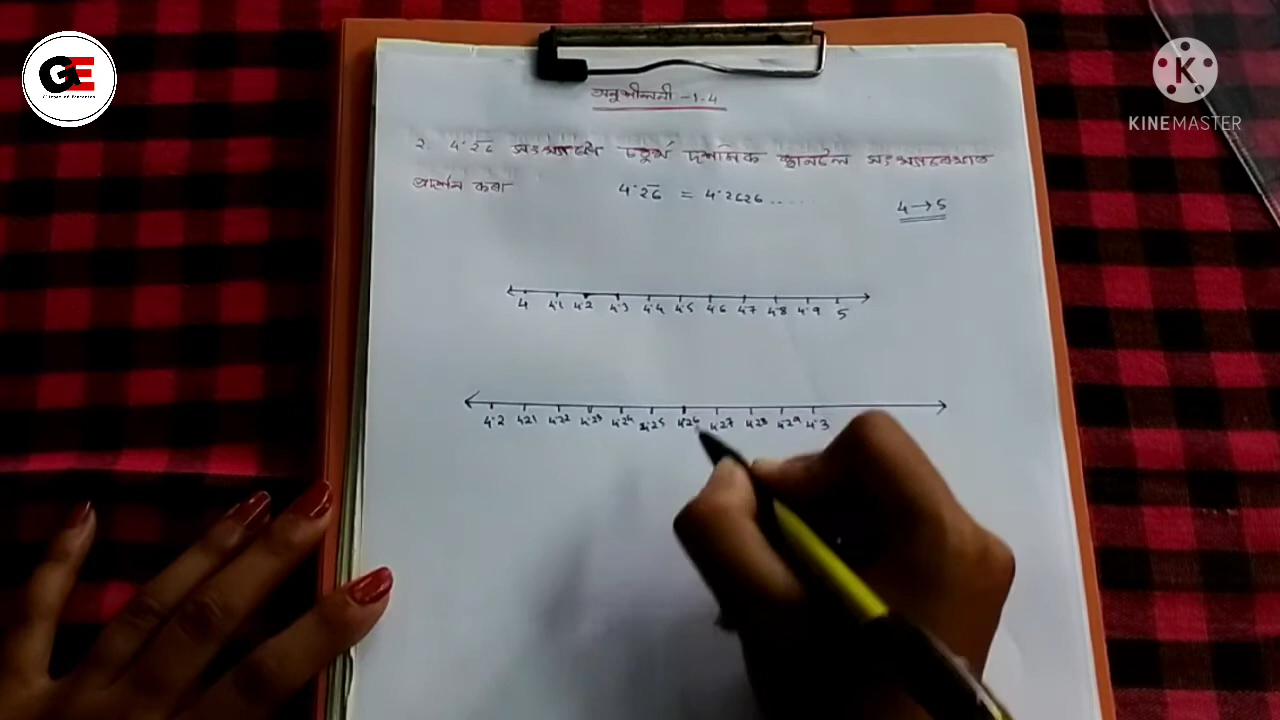 GE
KINEMASTER
অনুশীলনী -1.4
২. 4.2̅6̅ সংখ্যাটোৰ চতুৰ্থ দশমিক স্থানলৈ সংখ্যাৰেখাত
প্ৰদৰ্শন কৰা
4.2̅6̅ = 4.2626.....
4→5
4 4.1 4.2 4.3 4.4 4.5 4.6 4.7 4.8 4.9 5
4.2 4.21 4.22 4.23 4.24 4.25 4.26 4.27 4.28 4.29 4.3